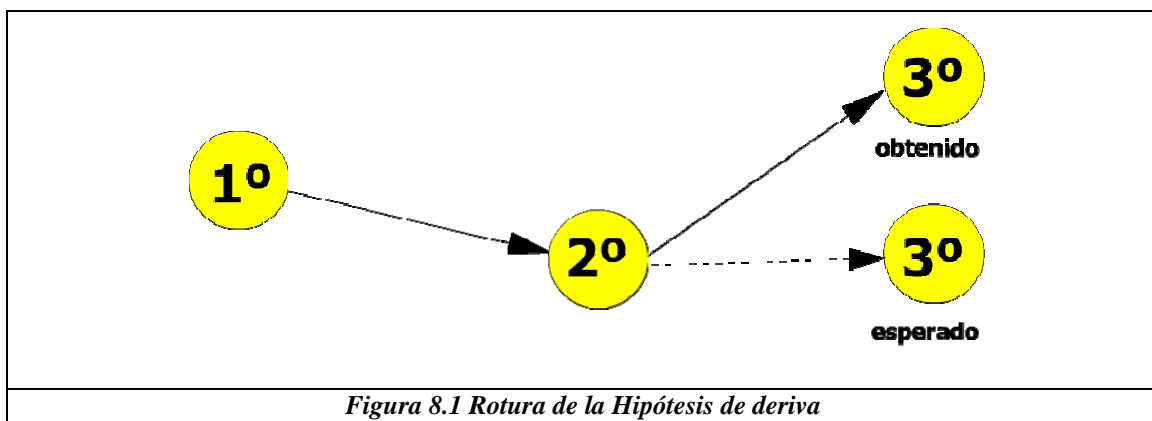 1º
2º
3º
obtenido
3º
esperado
Figura 8.1 Rotura de la Hipótesis de deriva